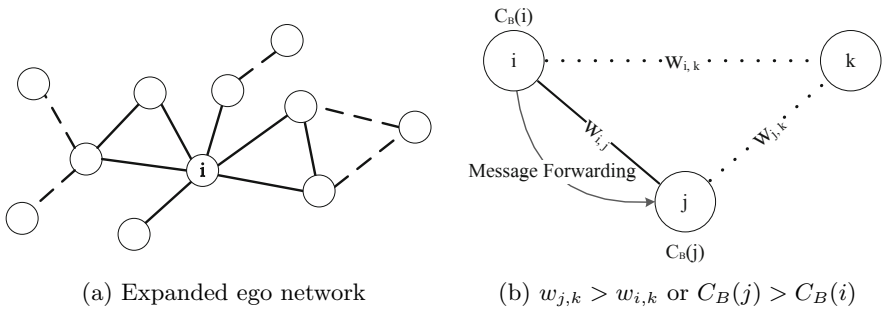 i
(a) Expanded ego network
C_B(i)
i
W_{i, k}
k
W_{i,j}
W_{j,k}
Message Forwarding
j
C_B(j)
(b) w_{j,k} > w_{i,k} or C_B(j) > C_B(i)